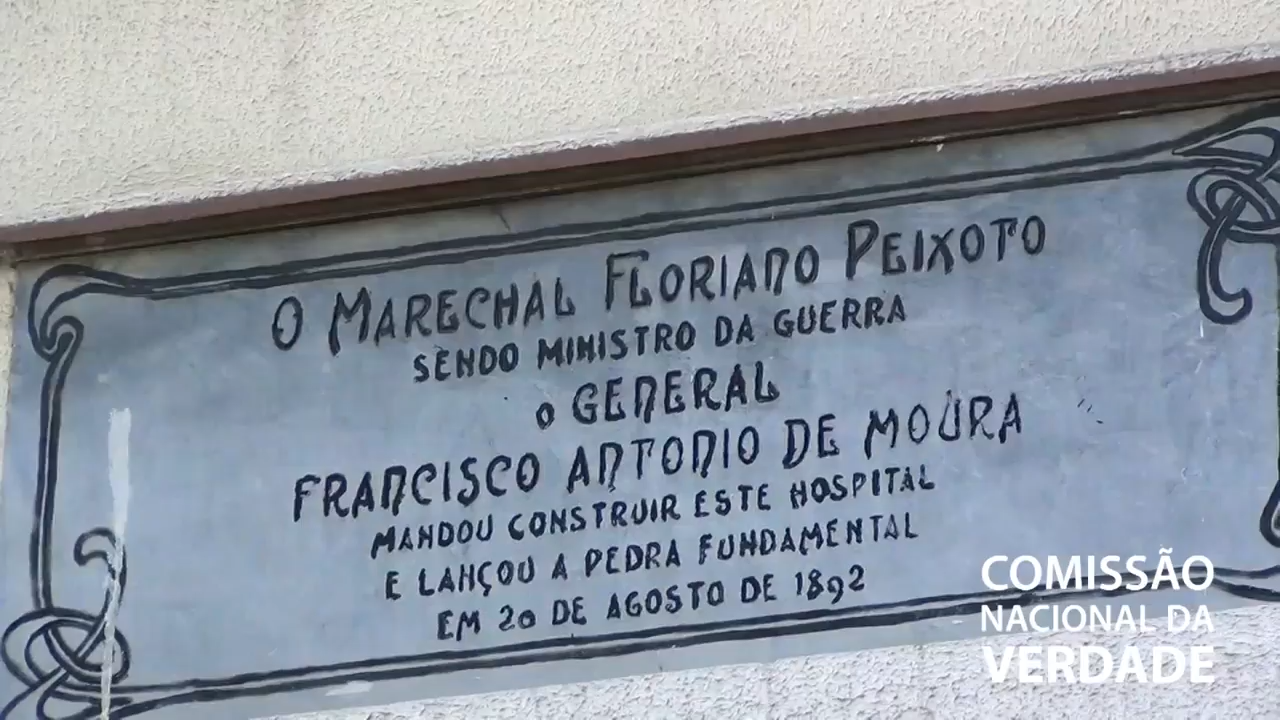 O MARECHAL FLORIANO PEIXOTO
SENDO MINISTRO DA GUERRA
O GENERAL
FRANCISCO ANTONIO DE MOURA
MANDOU CONSTRUIR ESTE HOSPITAL
E LANÇOU A PEDRA FUNDAMENTAL
EM 20 DE AGOSTO DE 1892
COMISSÃO
NACIONAL DA
VERDADE